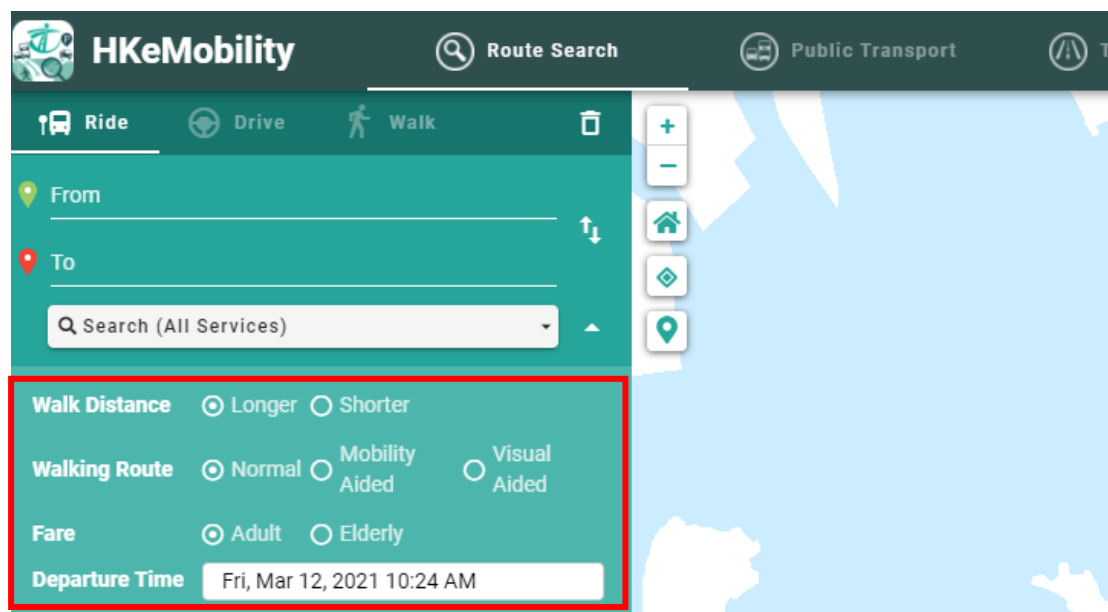 HKeMobility
Route Search
Public Transport
T
Ride
Drive
Walk
From
To
Search (All Services)
+
−
Walk Distance Longer Shorter
Walking Route Normal Mobility Aided Visual Aided
Fare Adult Elderly
Departure Time Fri, Mar 12, 2021 10:24 AM